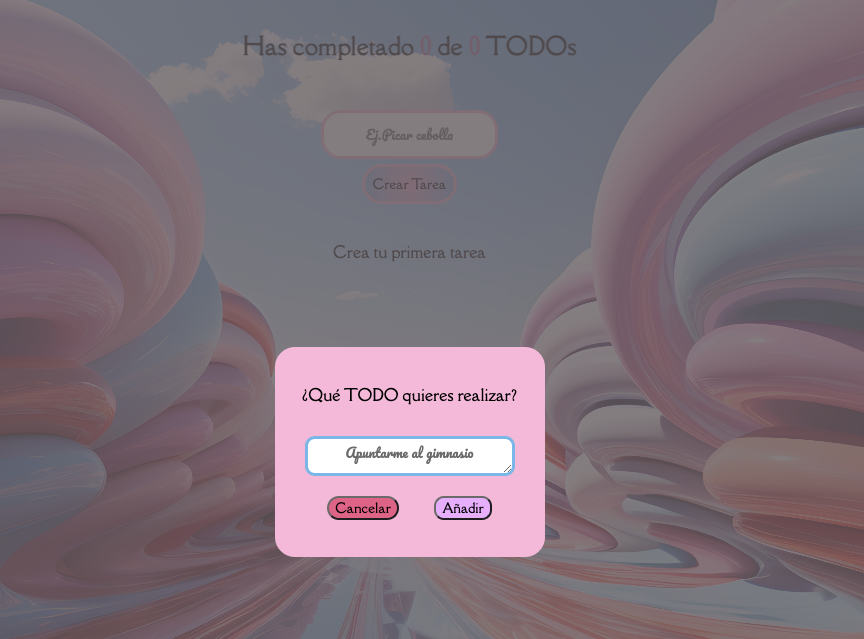 Has completado 0 de 0 TODOs
Ej.Picar cebolla
Crear Tarea
Crea tu primera tarea
¿Qué TODO quieres realizar?
Apuntarme al gimnasio
Cancelar Añadir